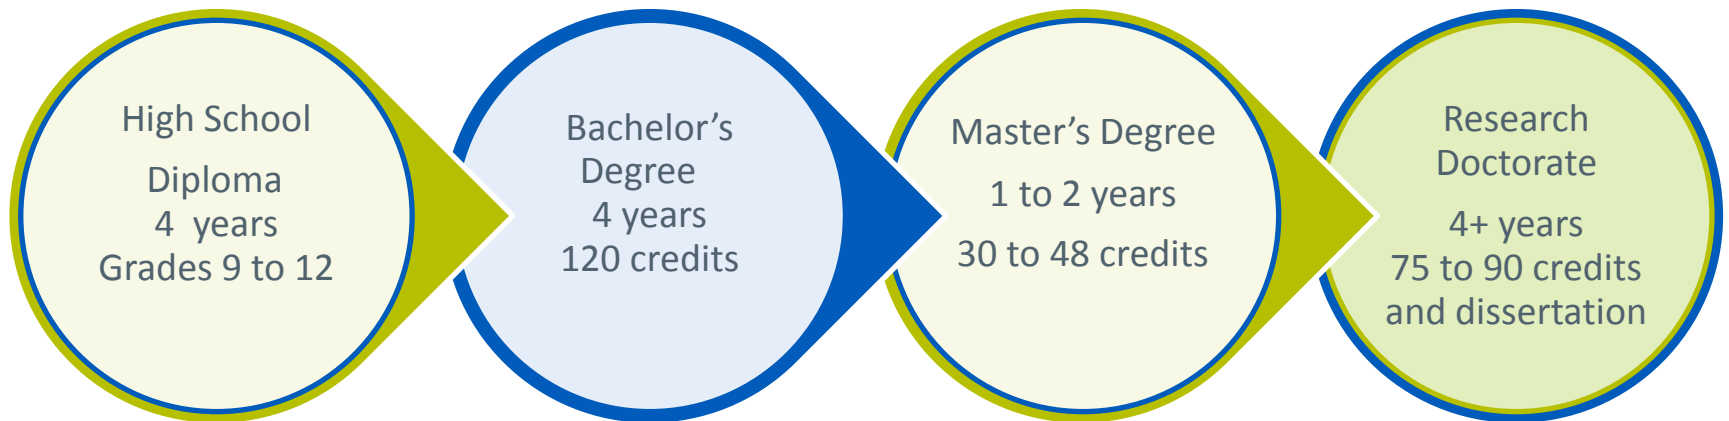 High School
Diploma
4 years
Grades 9 to 12
Bachelor’s
Degree
4 years
120 credits
Master’s Degree
1 to 2 years
30 to 48 credits
Research
Doctorate
4+ years
75 to 90 credits
and dissertation